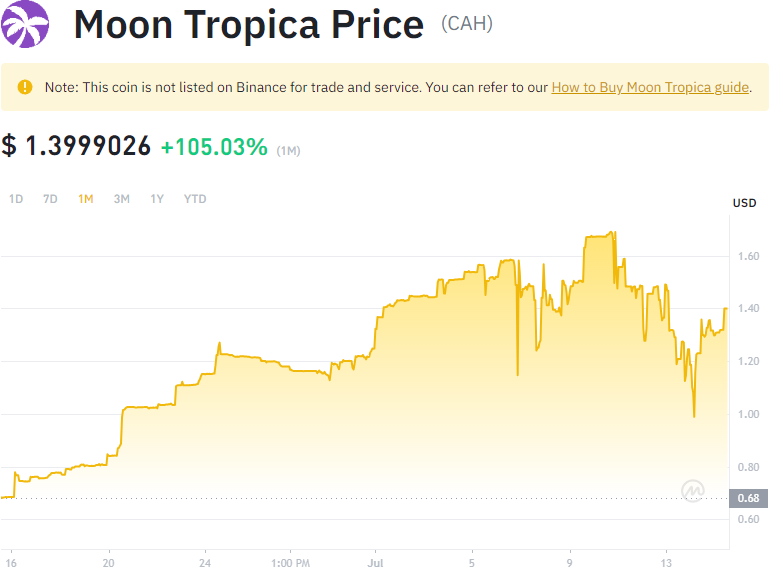 Moon Tropica Price (CAH)
Note: This coin is not listed on Binance for trade and service. You can refer to our How to Buy Moon Tropica guide.
$ 1.3999026 +105.03% (1M)
1D 7D 1M 3M 1Y YTD
USD
1.60
1.40
1.20
1.00
0.80
0.68
0.60
16 20 24 1:00 PM Jul 5 9 13